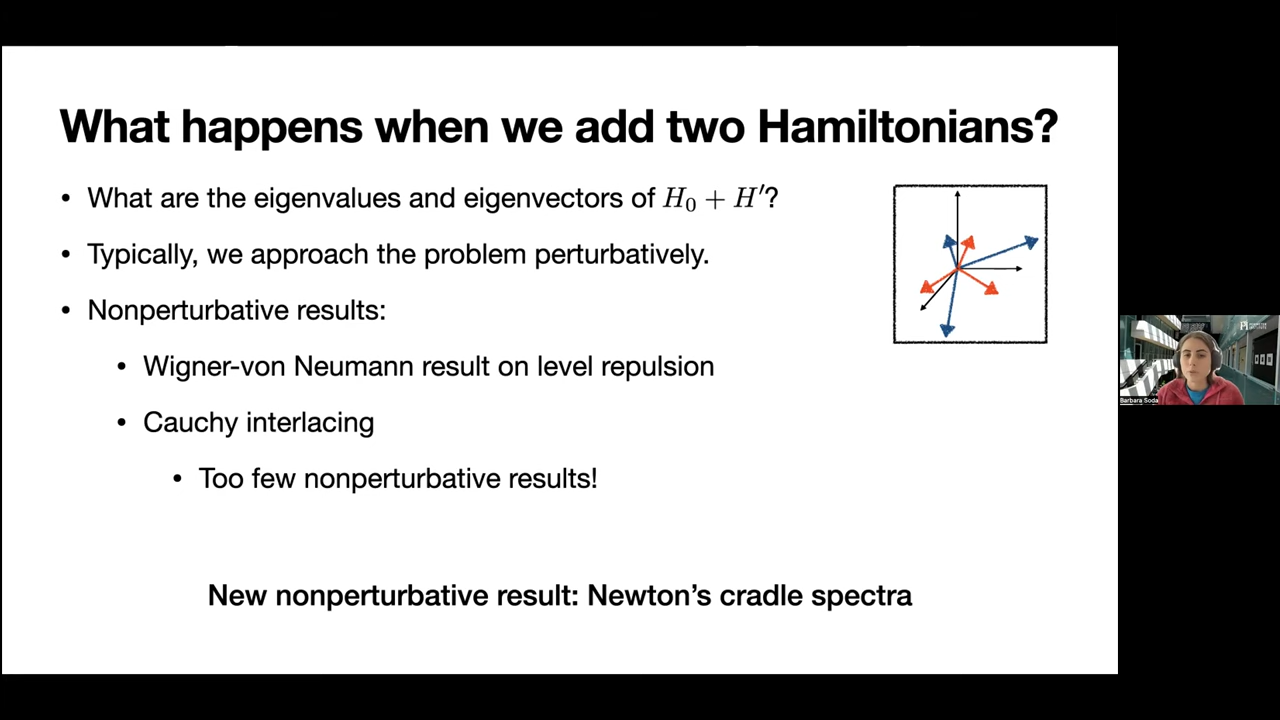 What happens when we add two Hamiltonians?
• What are the eigenvalues and eigenvectors of H₀ + H′?
• Typically, we approach the problem perturbatively.
• Nonperturbative results:
• Wigner-von Neumann result on level repulsion
• Cauchy interlacing
• Too few nonperturbative results!
New nonperturbative result: Newton’s cradle spectra
Barbara Soda